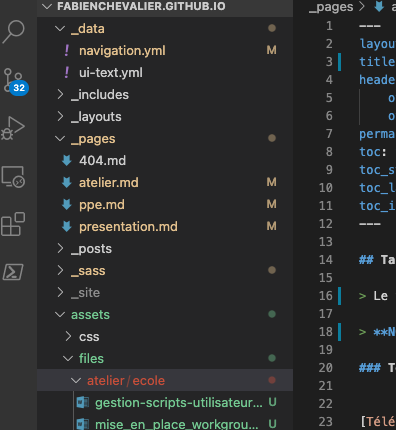 FABIENCHEVALIER.GITHUB.IO
_data
navigation.yml M
ui-text.yml
_includes
_layouts
_pages
404.md
atelier.md M
ppe.md M
presentation.md M
_posts
_sass
_site
assets
css
files
atelier/ecole
gestion-scripts-utilisateur... U
mise_en_place_workgrou... U
32
_pages > a
1 ---
2 layou
3 title
4 heade
5 o
6 o
7 perma
8 toc:
9 toc_s
10 toc_l
11 toc_i
12 ---
13
14 ## Ta
15
16 > Le
17
18 > **N
19
20 ### T
21
22
23 [Télé